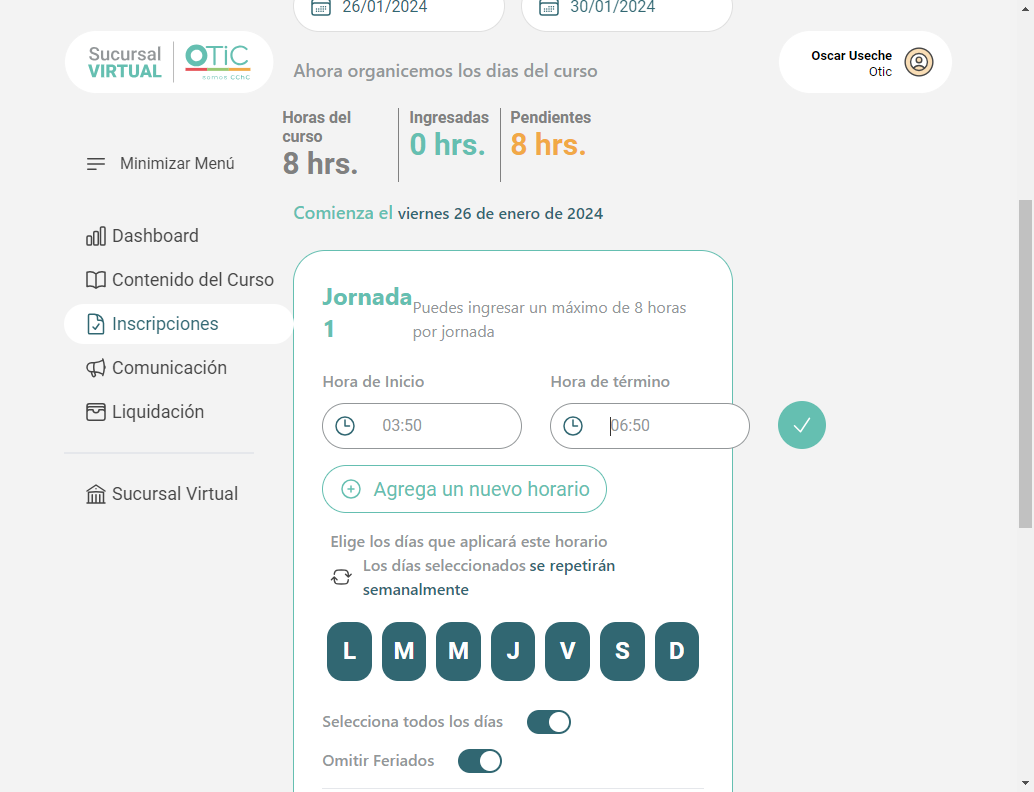 26/01/2024
30/01/2024
Sucursal
VIRTUAL
OTiC
somos CChC
Oscar Useche
Otic
Ahora organicemos los dias del curso
Horas del
curso
8 hrs.
Ingresadas
0 hrs.
Pendientes
8 hrs.
Minimizar Menú
Comienza el viernes 26 de enero de 2024
Dashboard
Contenido del Curso
Inscripciones
Comunicación
Liquidación
Sucursal Virtual
Jornada
1
Puedes ingresar un máximo de 8 horas
por jornada
Hora de Inicio
Hora de término
03:50
06:50
Agrega un nuevo horario
Elige los días que aplicará este horario
Los días seleccionados se repetirán
semanalmente
L M M J V S D
Selecciona todos los días
Omitir Feriados